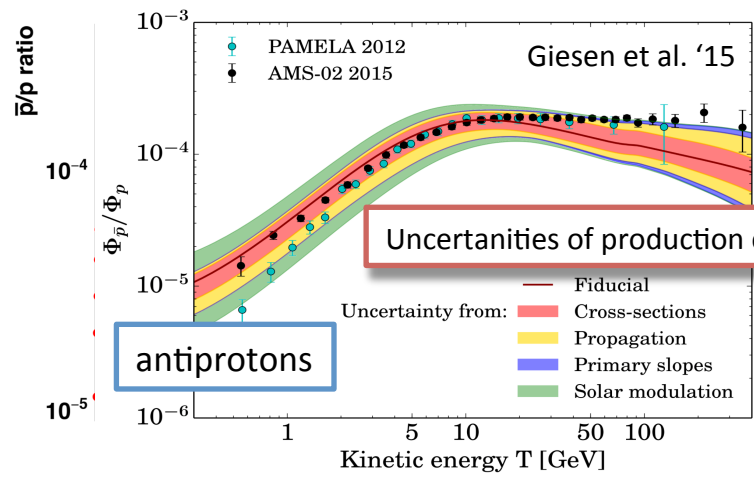 p̅/p ratio
10⁻⁴
10⁻⁵
Φp̅/Φp
10⁻³
10⁻⁴
10⁻⁵
10⁻⁶
PAMELA 2012
AMS-02 2015
Giesen et al. ‘15
Uncertanities of production
antiprotons
Fiducial
Uncertainty from:
Cross-sections
Propagation
Primary slopes
Solar modulation
1 5 10 50 100
Kinetic energy T [GeV]